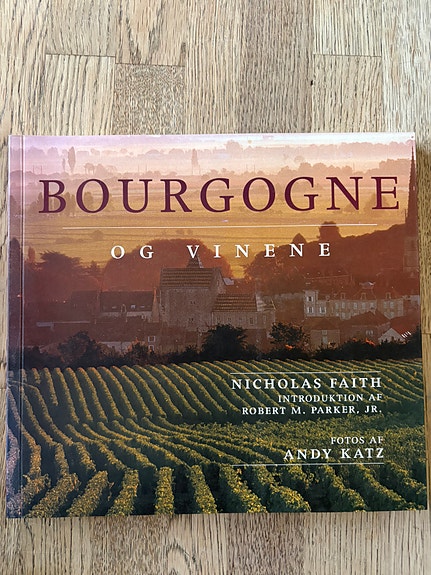 BOURGOGNE
OG VINENE
NICHOLAS FAITH
INTRODUKTION AF
ROBERT M. PARKER, JR.
FOTOS AF
ANDY KATZ